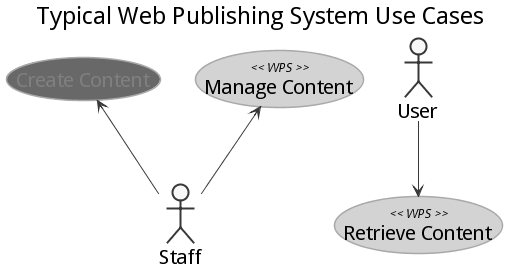 Typical Web Publishing System Use Cases
Create Content
<< WPS >>
Manage Content
User
Staff
<< WPS >>
Retrieve Content